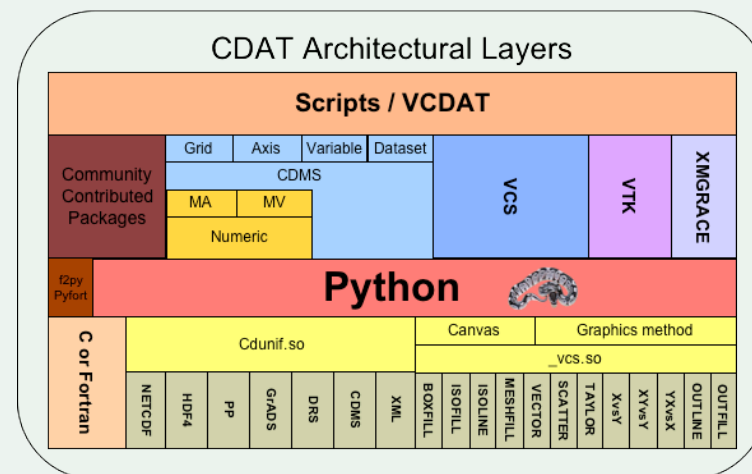 CDAT Architectural Layers
Scripts / VCDAT
Community
Contributed
Packages
Grid
Axis
Variable
Dataset
CDMS
MA
MV
Numeric
VCS
VTK
XMGRACE
f2py
Pyfort
Python
C or Fortran
Cdunif.so
Canvas
Graphics method
_vcs.so
NETCDF
HDF4
PP
GrADS
DRS
CDMS
XML
BOXFILL
ISOFILL
ISOLINE
MESHFILL
VECTOR
SCATTER
TAYLOR
XvsY
XYvsY
YXvsX
OUTLINE
OUTFILL